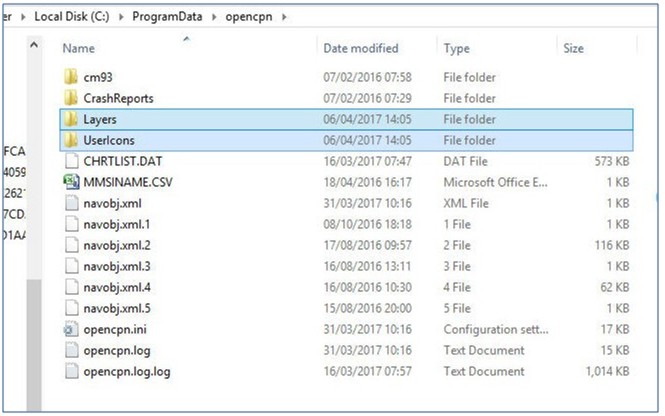 er ▸ Local Disk (C:) ▸ ProgramData ▸ opencpn ▸
Name Date modified Type Size
cm93 07/02/2016 07:58 File folder
CrashReports 07/02/2016 07:29 File folder
Layers 06/04/2017 14:05 File folder
UserIcons 06/04/2017 14:05 File folder
FCA CHRTLIST.DAT 16/03/2017 07:47 DAT File 573 KB
4059 MMSINAME.CSV 18/04/2016 16:17 Microsoft Office E... 1 KB
262 navobj.xml 31/03/2017 10:16 XML File 1 KB
7CD. navobj.xml.1 08/10/2016 18:18 1 File 1 KB
D1A navobj.xml.2 17/08/2016 09:57 2 File 116 KB
navobj.xml.3 16/08/2016 13:11 3 File 1 KB
navobj.xml.4 16/08/2016 10:30 4 File 62 KB
navobj.xml.5 15/08/2016 20:00 5 File 1 KB
opencpn.ini 31/03/2017 10:16 Configuration sett... 17 KB
opencpn.log 31/03/2017 10:16 Text Document 15 KB
opencpn.log.log 16/03/2017 07:57 Text Document 1,014 KB